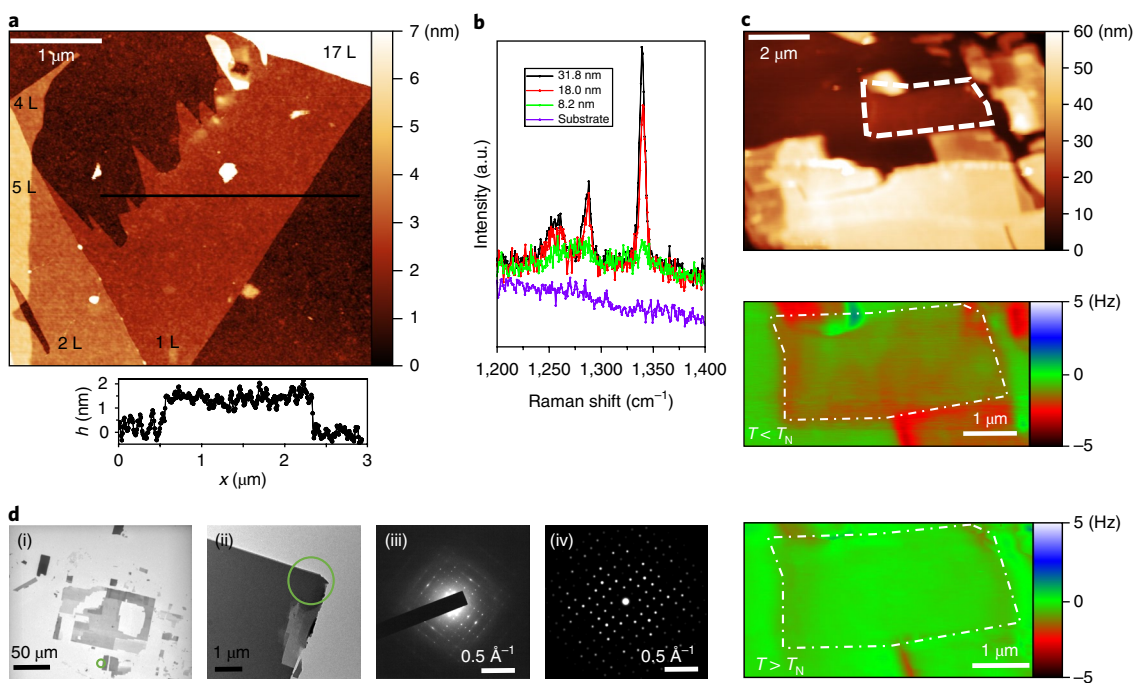 a
1 μm
17 L
4 L
5 L
2 L
1 L
7 (nm)
6
5
4
3
2
1
0
h (nm)
2
1
0
0
1
2
3
x (μm)
b
Intensity (a.u.)
31.8 nm
18.0 nm
8.2 nm
Substrate
1,200
1,250
1,300
1,350
1,400
Raman shift (cm⁻¹)
c
2 μm
60 (nm)
50
40
30
20
10
0
T < T_N
1 μm
5 (Hz)
0
–5
T > T_N
1 μm
5 (Hz)
0
–5
d
(i)
50 μm
(ii)
1 μm
(iii)
0.5 Å⁻¹
(iv)
0.5 Å⁻¹